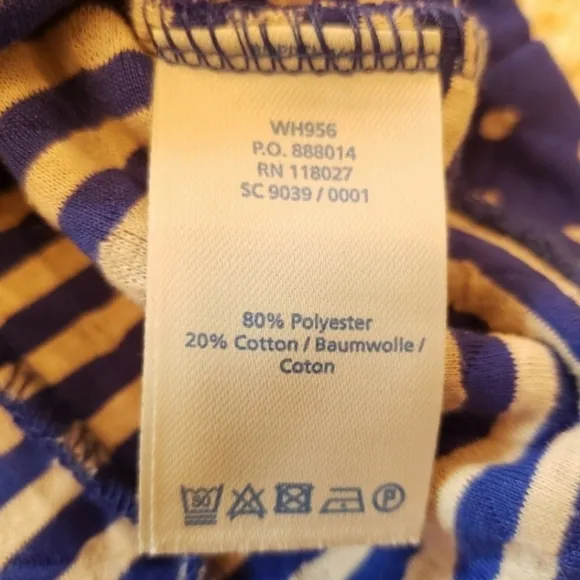 WH956
P.O. 888014
RN 118027
SC 9039 / 0001
80% Polyester
20% Cotton / Baumwolle /
Coton
P